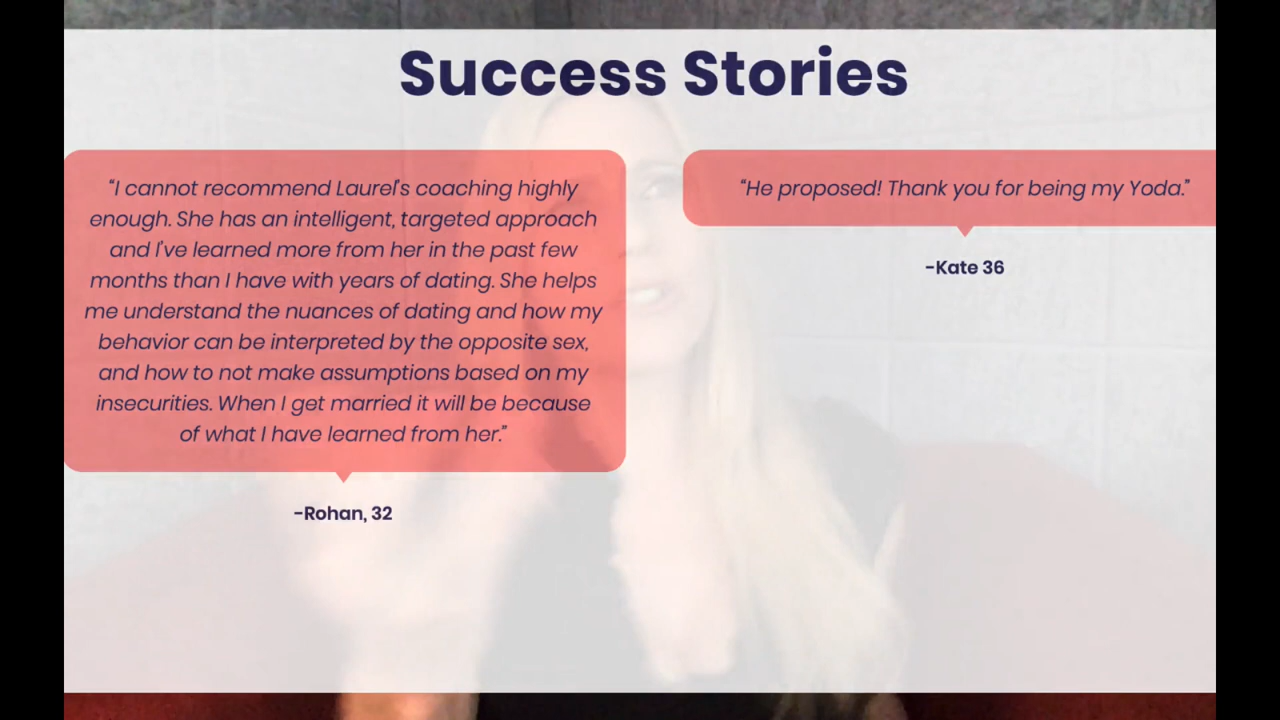 Success Stories
“I cannot recommend Laurel's coaching highly
enough. She has an intelligent, targeted approach
and I've learned more from her in the past few
months than I have with years of dating. She helps
me understand the nuances of dating and how my
behavior can be interpreted by the opposite sex,
and how to not make assumptions based on my
insecurities. When I get married it will be because
of what I have learned from her.”
-Rohan, 32
“He proposed! Thank you for being my Yoda.”
-Kate 36